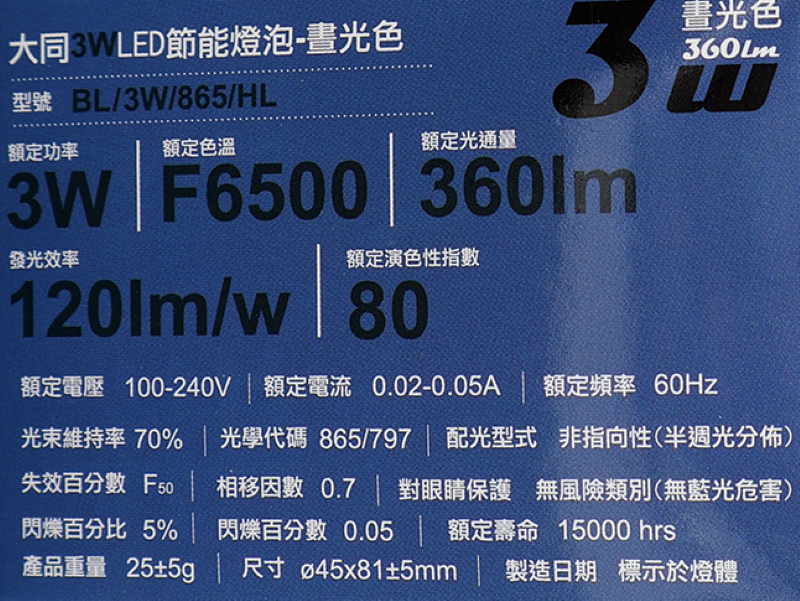 大同3WLED節能燈泡-晝光色
晝光色
360lm
3W
型號 BL/3W/865/HL
額定功率 額定色溫 額定光通量
3W F6500 360lm
發光效率 額定演色性指數
120lm/w 80
額定電壓 100-240V 額定電流 0.02-0.05A 額定頻率 60Hz
光束維持率 70% 光學代碼 865/797 配光型式 非指向性(半週光分佈)
失效百分數 F50 相移因數 0.7 對眼睛保護 無風險類別(無藍光危害)
閃爍百分比 5% 閃爍百分數 0.05 額定壽命 15000 hrs
產品重量 25±5g 尺寸 ø45x81±5mm 製造日期 標示於燈體